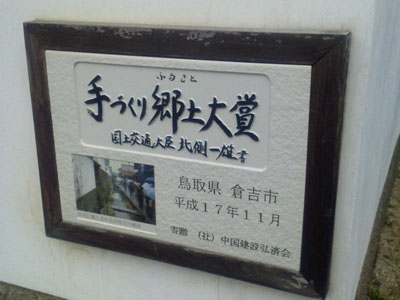 ふるさと
手づくり郷土大賞
国土交通大臣 北側一雄書
鳥取県 倉吉市
平成17年11月
寄贈 (社)中国建設弘済会